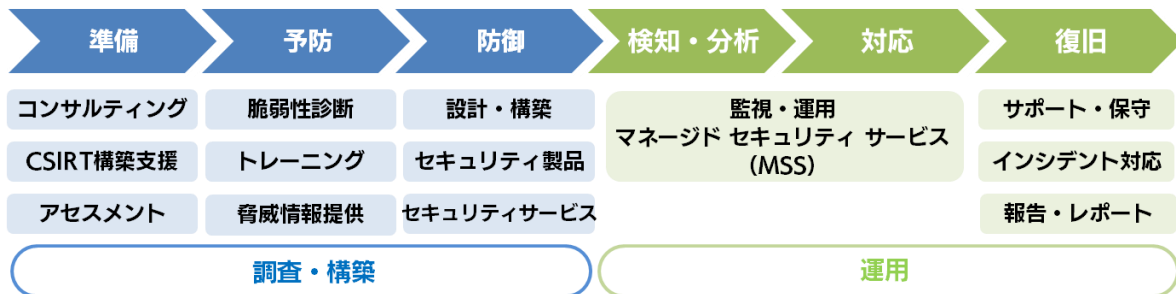 準備
予防
防御
検知・分析
対応
復旧
コンサルティング
脆弱性診断
設計・構築
監視・運用
マネージド セキュリティ サービス
（MSS）
サポート・保守
CSIRT構築支援
トレーニング
セキュリティ製品
インシデント対応
アセスメント
脅威情報提供
セキュリティサービス
報告・レポート
調査・構築
運用